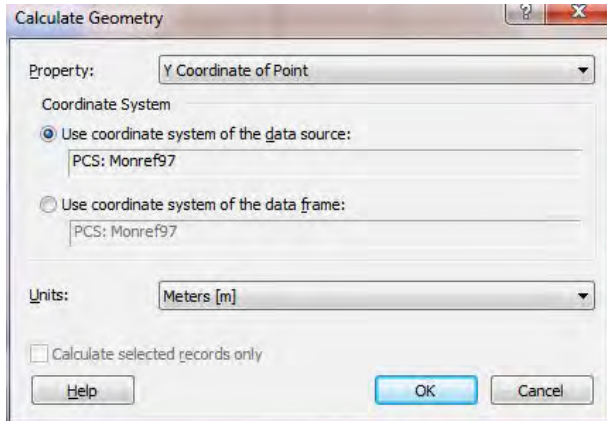 Calculate Geometry
Property: Y Coordinate of Point
Coordinate System
Use coordinate system of the data source:
PCS: Monref97
Use coordinate system of the data frame:
PCS: Monref97
Units: Meters [m]
Calculate selected records only
Help OK Cancel